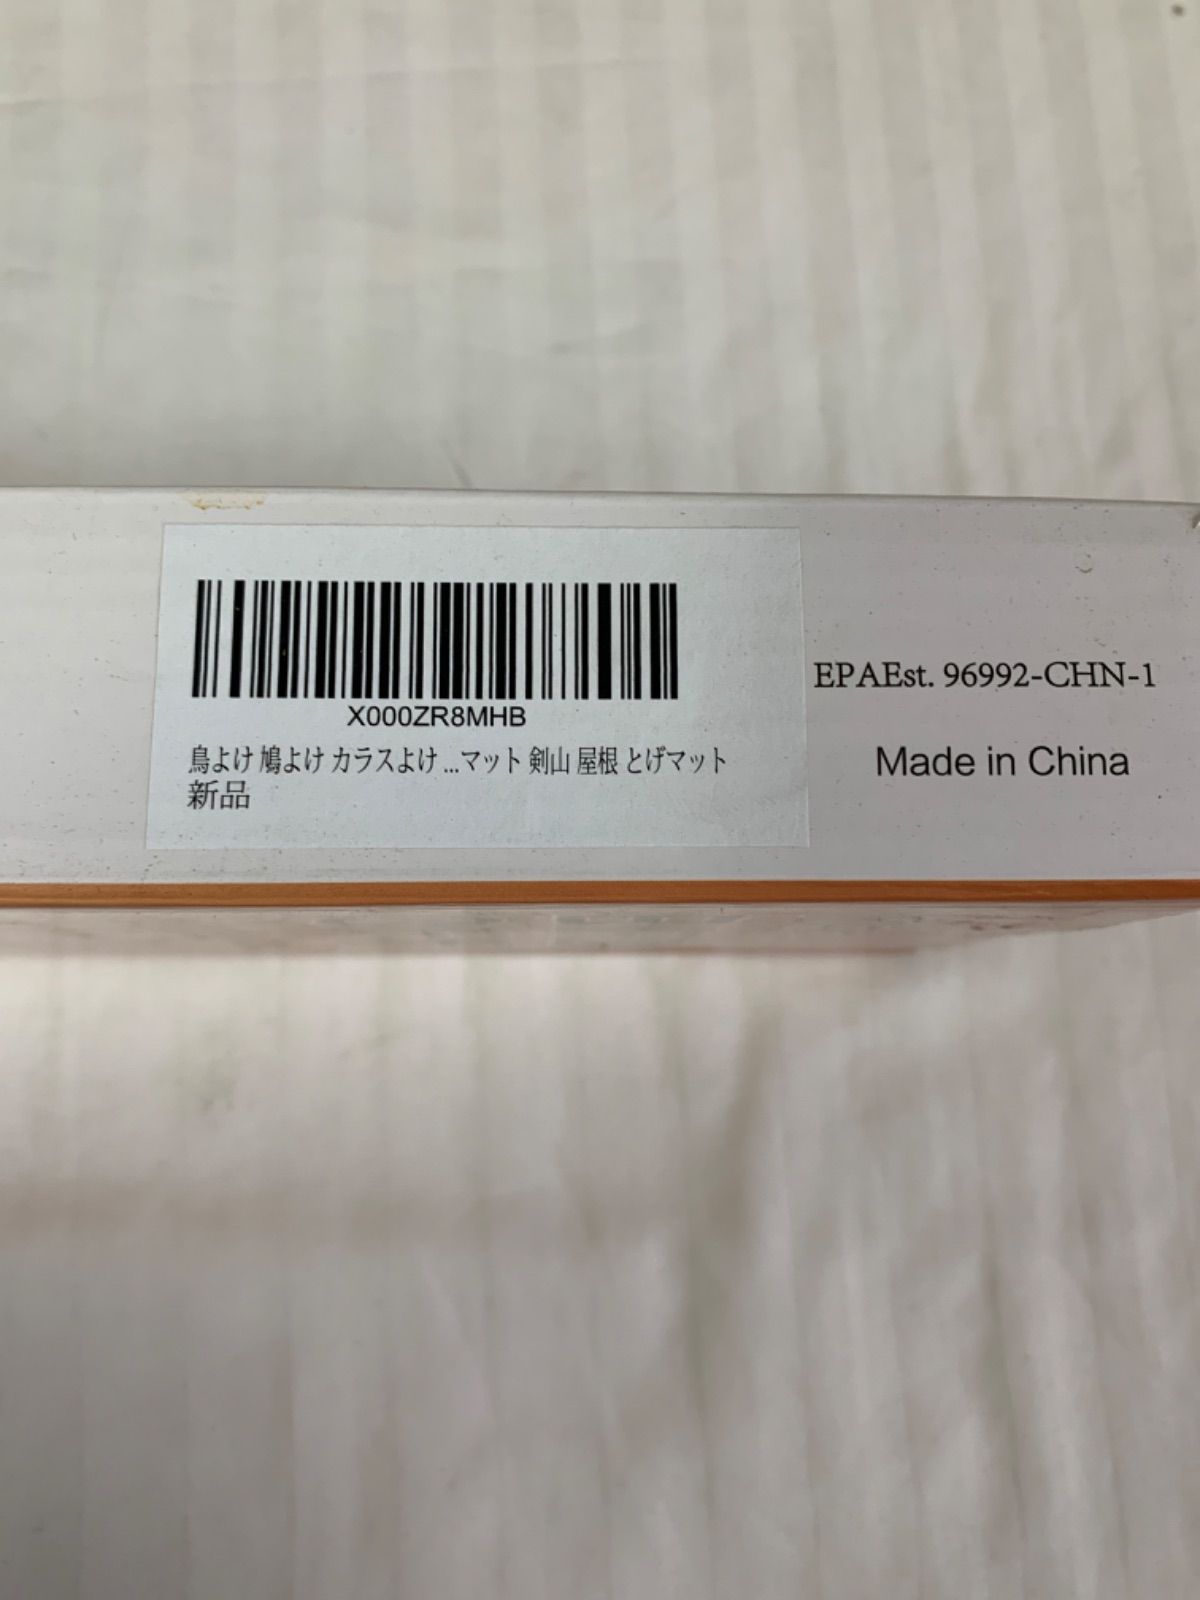 X000ZR8MHB
鳥よけ 鳩よけ カラスよけ ...マット 剣山 屋根 とげマット
新品
EPAEst. 96992-CHN-1
Made in China